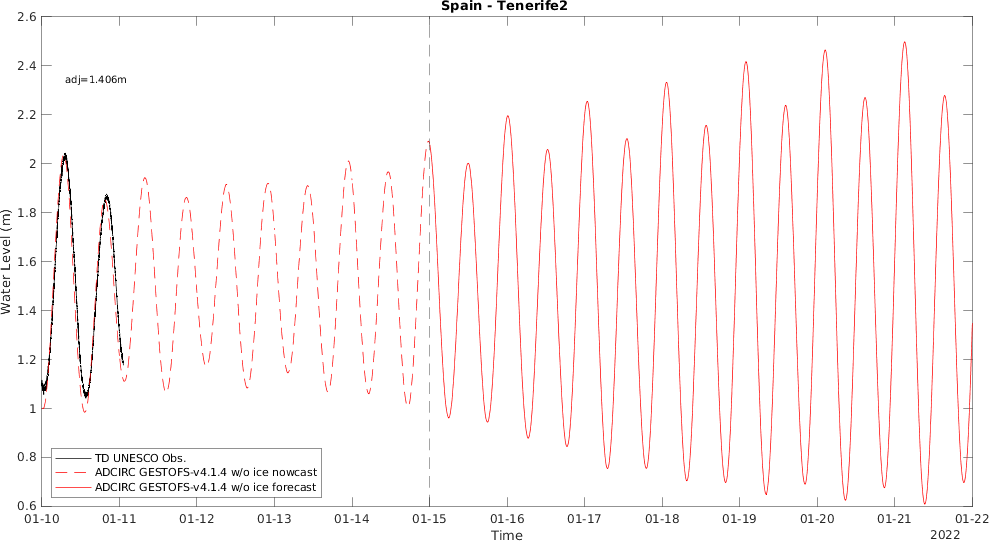 Spain - Tenerife2
2.6
2.4
2.2
2
1.8
1.6
1.4
1.2
1
0.8
0.6
Water Level (m)
adj=1.406m
TD UNESCO Obs.
ADCIRC GESTOFS-v4.1.4 w/o ice nowcast
ADCIRC GESTOFS-v4.1.4 w/o ice forecast
01-10 01-11 01-12 01-13 01-14 01-15 01-16 01-17 01-18 01-19 01-20 01-21 01-22
Time
2022